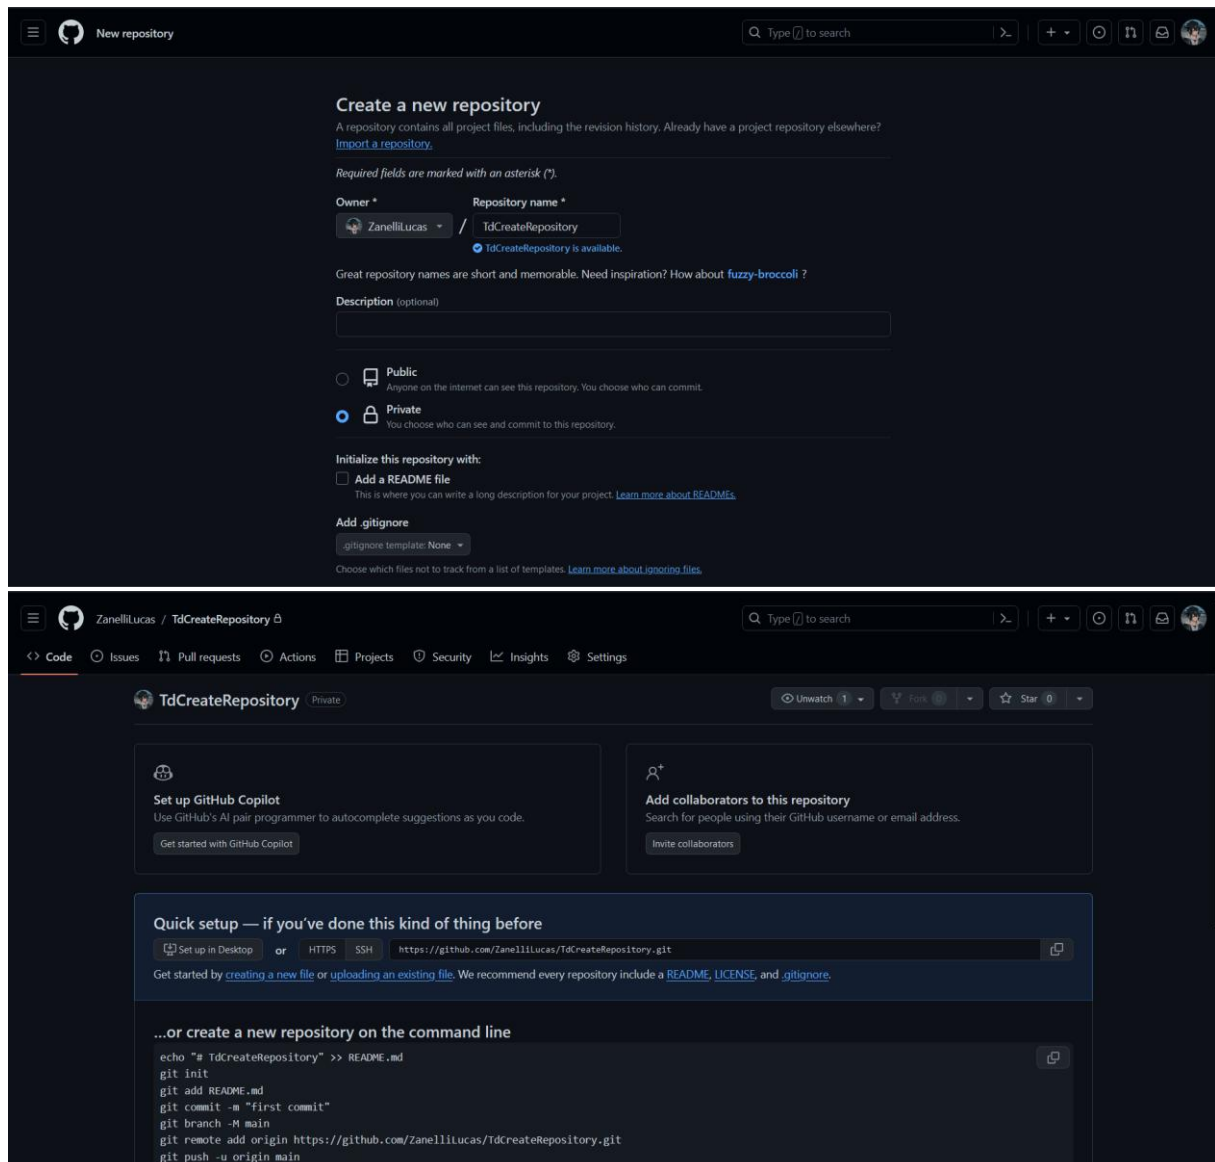 New repository
Type / to search
Create a new repository
A repository contains all project files, including the revision history. Already have a project repository elsewhere?
Import a repository.
Required fields are marked with an asterisk (*).
Owner * Repository name *
ZanelliLucas / TdCreateRepository
TdCreateRepository is available.
Great repository names are short and memorable. Need inspiration? How about fuzzy-broccoli ?
Description (optional)
Public
Anyone on the internet can see this repository. You choose who can commit.
Private
You choose who can see and commit to this repository.
Initialize this repository with:
Add a README file
This is where you can write a long description for your project. Learn more about READMEs.
Add .gitignore
.gitignore template: None
Choose which files not to track from a list of templates. Learn more about ignoring files.
ZanelliLucas / TdCreateRepository
Type / to search
Code Issues Pull requests Actions Projects Security Insights Settings
TdCreateRepository Private
Unwatch 1 Fork 0 Star 0
Set up GitHub Copilot
Use GitHub's AI pair programmer to autocomplete suggestions as you code.
Get started with GitHub Copilot
Add collaborators to this repository
Search for people using their GitHub username or email address.
Invite collaborators
Quick setup — if you've done this kind of thing before
Set up in Desktop or HTTPS SSH https://github.com/ZanelliLucas/TdCreateRepository.git
Get started by creating a new file or uploading an existing file. We recommend every repository include a README, LICENSE, and .gitignore.
...or create a new repository on the command line
echo "# TdCreateRepository" >> README.md
git init
git add README.md
git commit -m "first commit"
git branch -M main
git remote add origin https://github.com/ZanelliLucas/TdCreateRepository.git
git push -u origin main